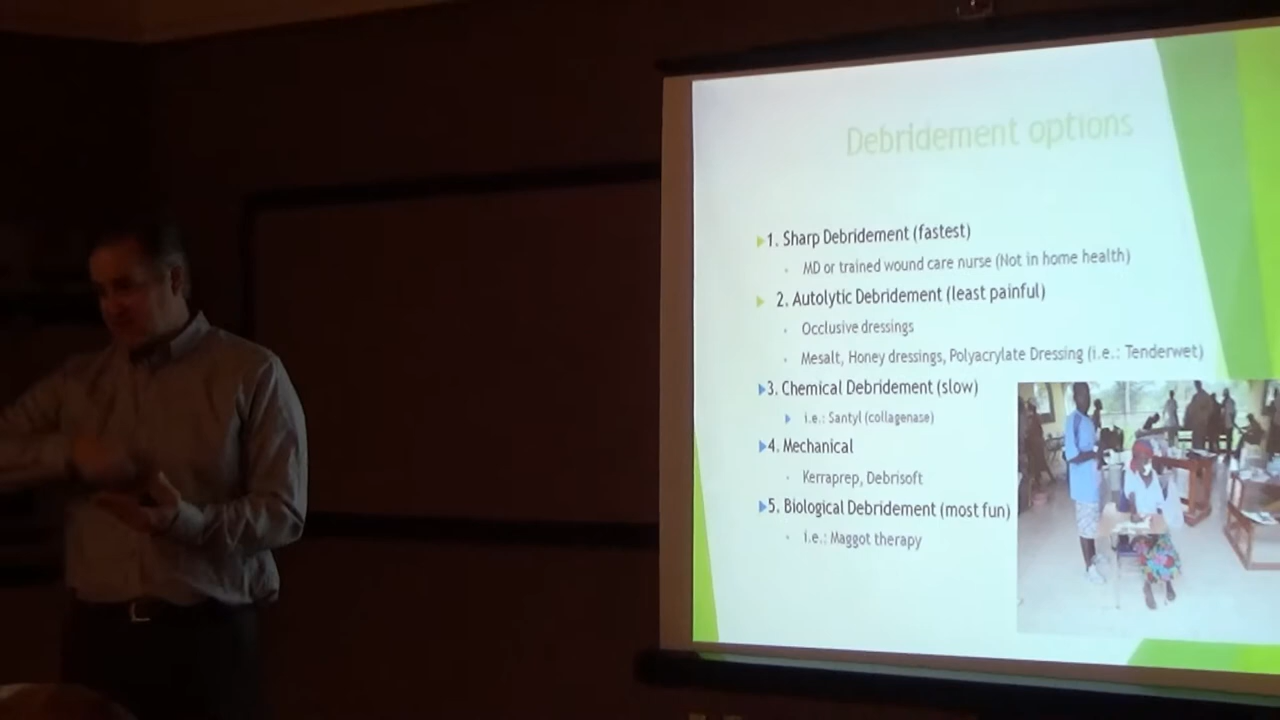 Debridement options
1. Sharp Debridement (fastest)
MD or trained wound care nurse (Not in home health)
2. Autolytic Debridement (least painful)
Occlusive dressings
Mesalt, Honey dressings, Polyacrylate Dressing (i.e.: Tenderwet)
3. Chemical Debridement (slow)
i.e.: Santyl (collagenase)
4. Mechanical
Kerraprep, Debrisoft
5. Biological Debridement (most fun)
i.e.: Maggot therapy